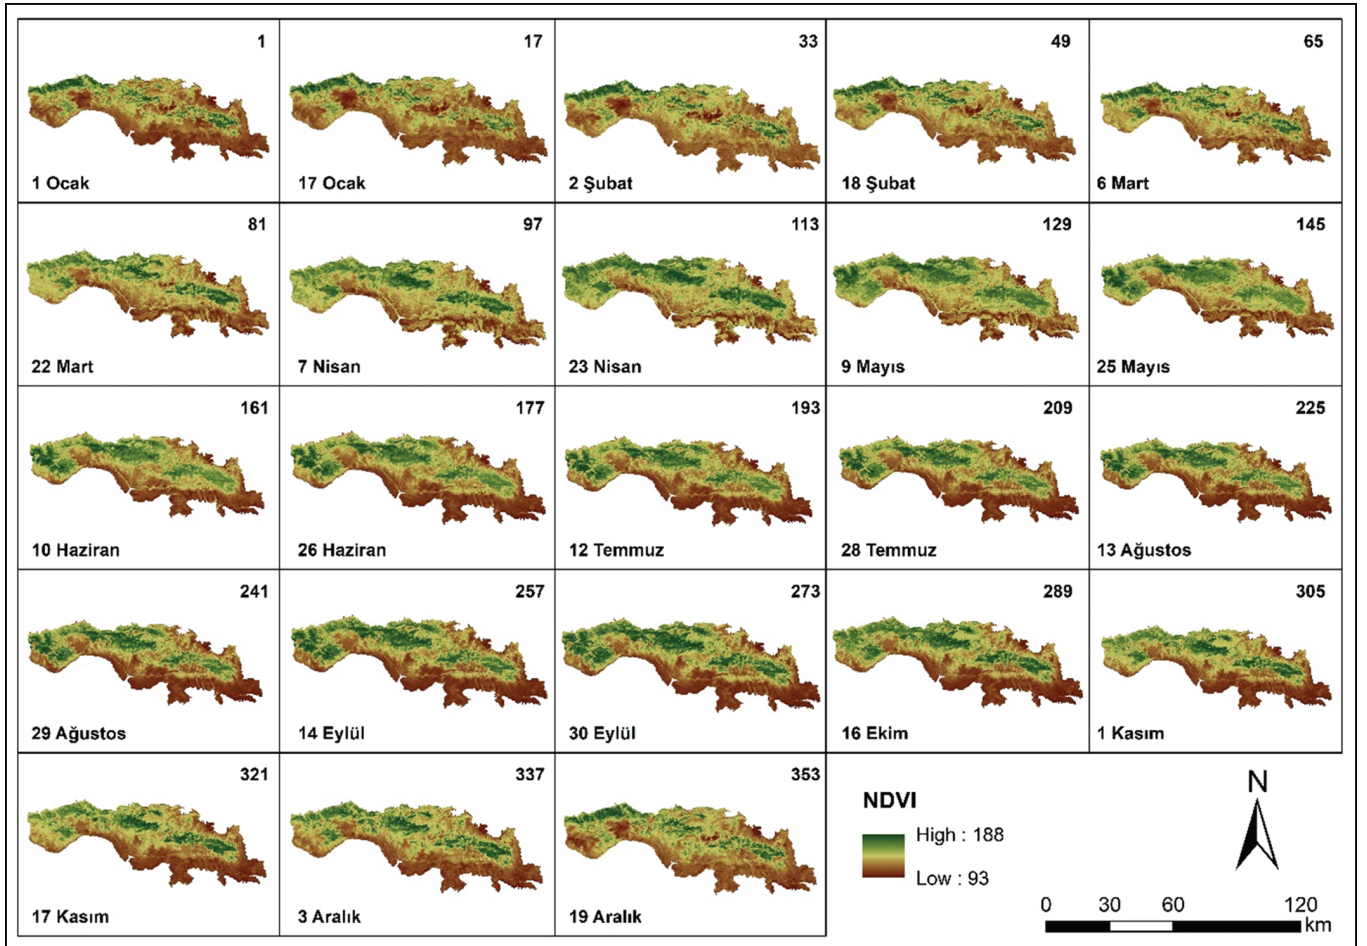 1
1 Ocak
17
17 Ocak
33
2 Şubat
49
18 Şubat
65
6 Mart
81
22 Mart
97
7 Nisan
113
23 Nisan
129
9 Mayıs
145
25 Mayıs
161
10 Haziran
177
26 Haziran
193
12 Temmuz
209
28 Temmuz
225
13 Ağustos
241
29 Ağustos
257
14 Eylül
273
30 Eylül
289
16 Ekim
305
1 Kasım
321
17 Kasım
337
3 Aralık
353
19 Aralık
NDVI
High : 188
Low : 93
N
0 30 60 120
km